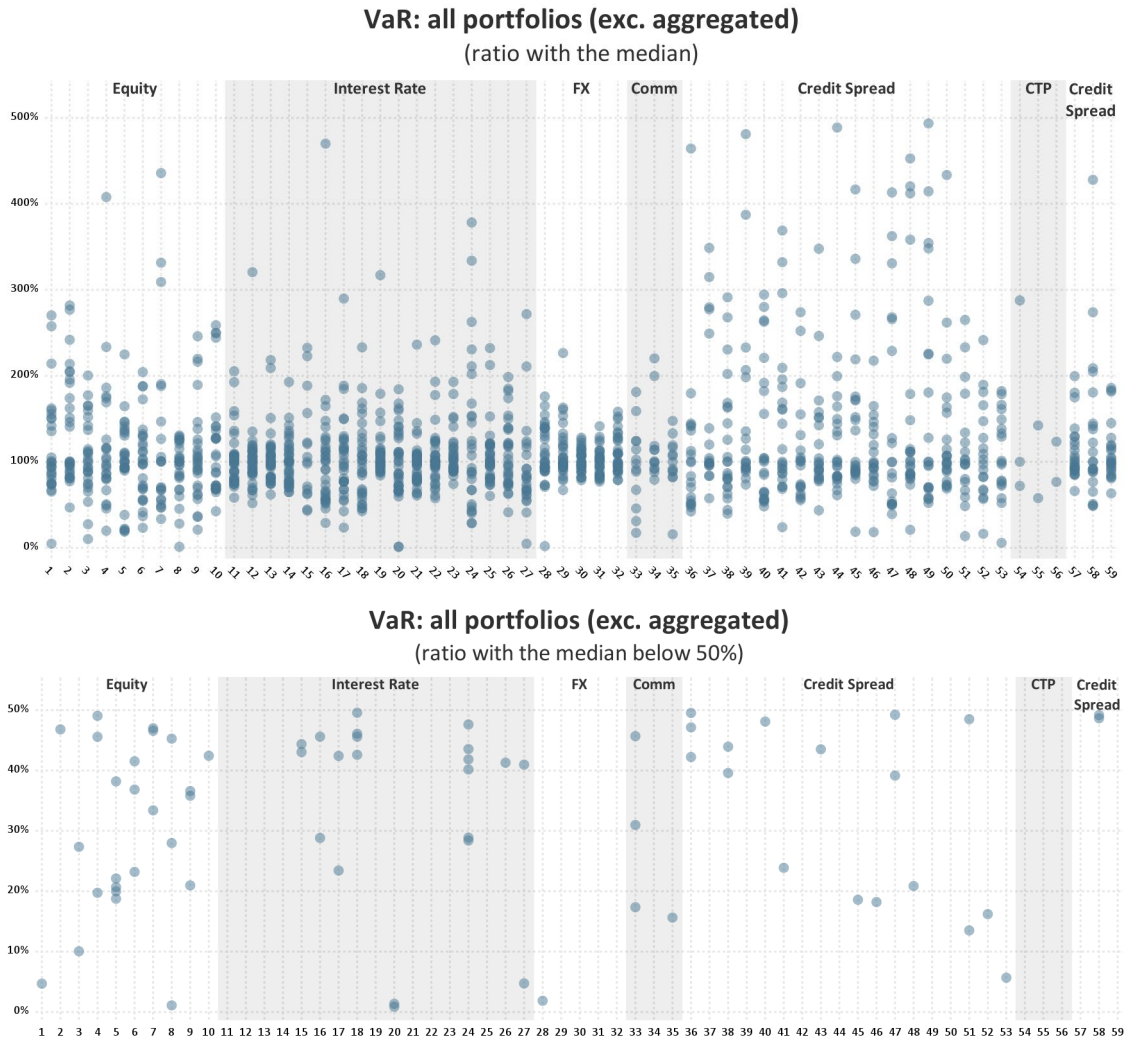 VaR: all portfolios (exc. aggregated)
(ratio with the median)
Equity Interest Rate FX Comm Credit Spread CTP Credit
Spread
500%
400%
300%
200%
100%
0%
1 2 3 4 5 6 7 8 9 10 11 12 13 14 15 16 17 18 19 20 21 22 23 24 25 26 27 28 29 30 31 32 33 34 35 36 37 38 39 40 41 42 43 44 45 46 47 48 49 50 51 52 53 54 55 56 57 58 59
VaR: all portfolios (exc. aggregated)
(ratio with the median below 50%)
Equity Interest Rate FX Comm Credit Spread CTP Credit
Spread
50%
40%
30%
20%
10%
0%
1 2 3 4 5 6 7 8 9 10 11 12 13 14 15 16 17 18 19 20 21 22 23 24 25 26 27 28 29 30 31 32 33 34 35 36 37 38 39 40 41 42 43 44 45 46 47 48 49 50 51 52 53 54 55 56 57 58 59